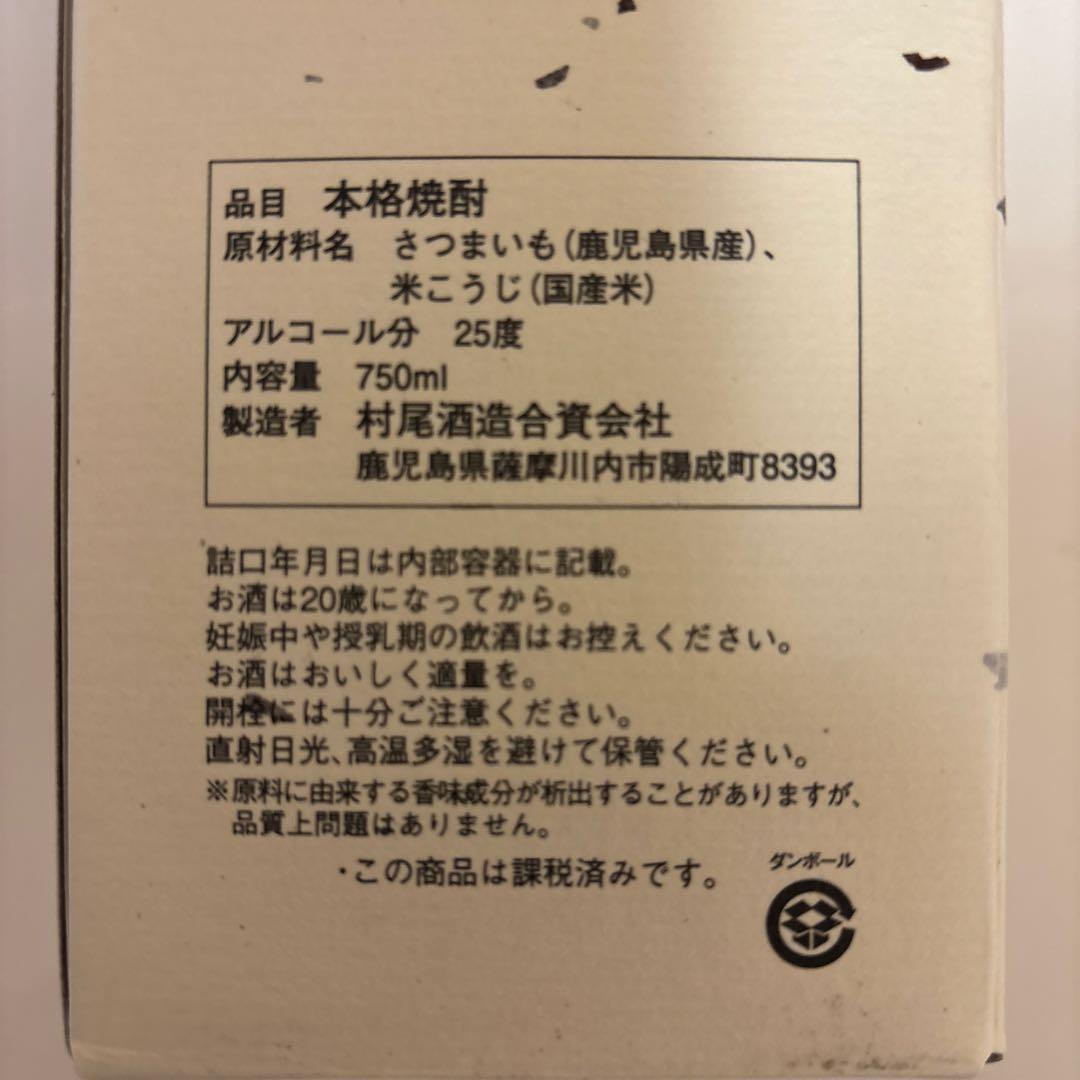 品目 本格焼酎
原材料名 さつまいも(鹿児島県産)、
米こうじ(国産米)
アルコール分 25度
内容量 750ml
製造者 村尾酒造合資会社
鹿児島県薩摩川内市陽成町8393
詰口年月日は内部容器に記載。
お酒は20歳になってから。
妊娠中や授乳期の飲酒はお控えください。
お酒はおいしく適量を。
開栓には十分ご注意ください。
直射日光、高温多湿を避けて保管ください。
※原料に由来する香味成分が析出することがありますが、
品質上問題はありません。
・この商品は課税済みです。
ダンボール